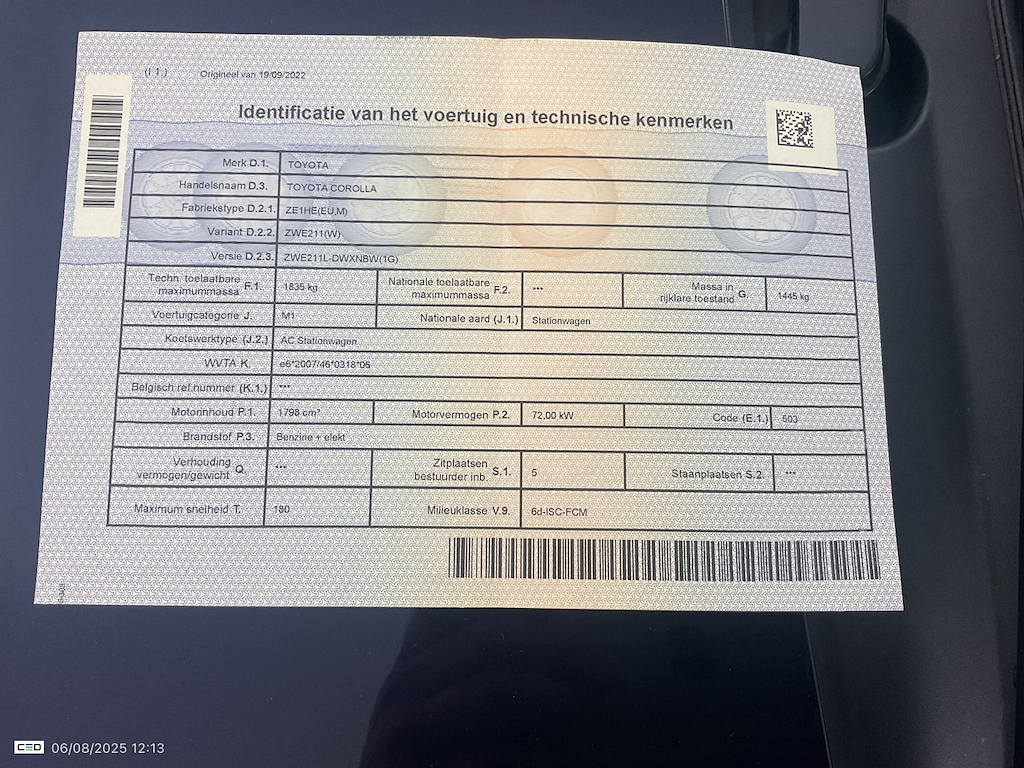 (I 1.) Origineel van 19/09/2022
Identificatie van het voertuig en technische kenmerken
Merk D.1. TOYOTA
Handelsnaam D.3. TOYOTA COROLLA
Fabriekstype D.2.1. ZE1HE(EU,M)
Variant D.2.2. ZWE211(W)
Versie D.2.3. ZWE211L-DWXNBW(1G)
Techn. toelaatbare maximummassa F.1. 1835 kg Nationale toelaatbare maximummassa F.2. *** Massa in rijklare toestand G. 1445 kg
Voertuigcategorie J. M1 Nationale aard (J.1.) Stationwagen
Koetswerktype (J.2.) AC Stationwagen
WVTA K. e6*2007/46*0318*06
Belgisch ref.nummer (K.1.) ***
Motorinhoud P.1. 1798 cm³ Motorvermogen P.2. 72,00 kW Code (E.1.) 503
Brandstof P.3. Benzine + elekt
Verhouding vermogen/gewicht Q. *** Zitplaatsen bestuurder inb. S.1. 5 Staanplaatsen S.2. ***
Maximum snelheid T. 180 Milieuklasse V.9. 6d-ISC-FCM
CEO 06/08/2025 12:13